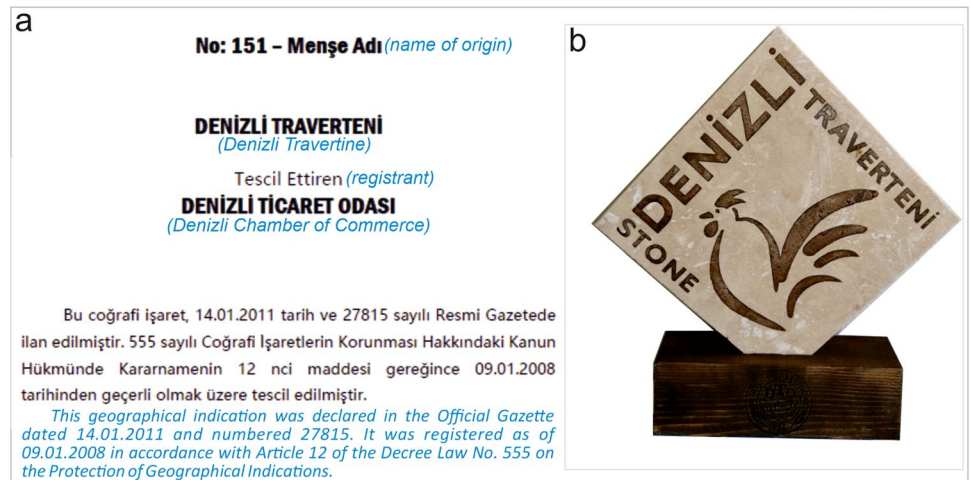 a
No: 151 – Menşe Adı (name of origin)
DENİZLİ TRAVERTENİ
(Denizli Travertine)
Tescil Ettiren (registrant)
DENİZLİ TİCARET ODASI
(Denizli Chamber of Commerce)
Bu coğrafi işaret, 14.01.2011 tarih ve 27815 sayılı Resmi Gazetede
ilan edilmiştir. 555 sayılı Coğrafi İşaretlerin Korunması Hakkındaki Kanun
Hükmünde Kararnamenin 12 nci maddesi gereğince 09.01.2008
tarihinden geçerli olmak üzere tescil edilmiştir.
This geographical indication was declared in the Official Gazette
dated 14.01.2011 and numbered 27815. It was registered as of
09.01.2008 in accordance with Article 12 of the Decree Law No. 555 on
the Protection of Geographical Indications.
b
DENİZLİ
TRAVERTENİ
STONE